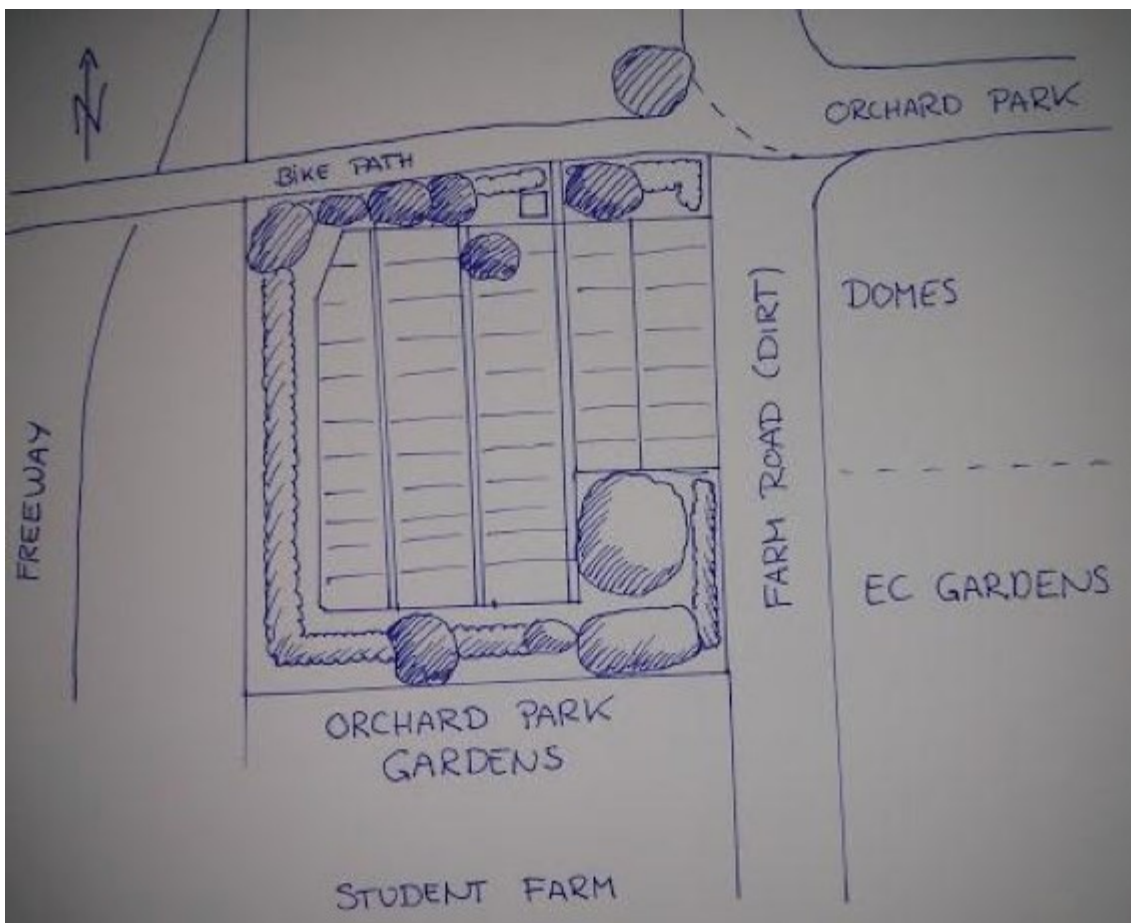 N
ORCHARD PARK
BIKE PATH
DOMES
FARM ROAD (DIRT)
FREEWAY
EC GARDENS
ORCHARD PARK
GARDENS
STUDENT FARM